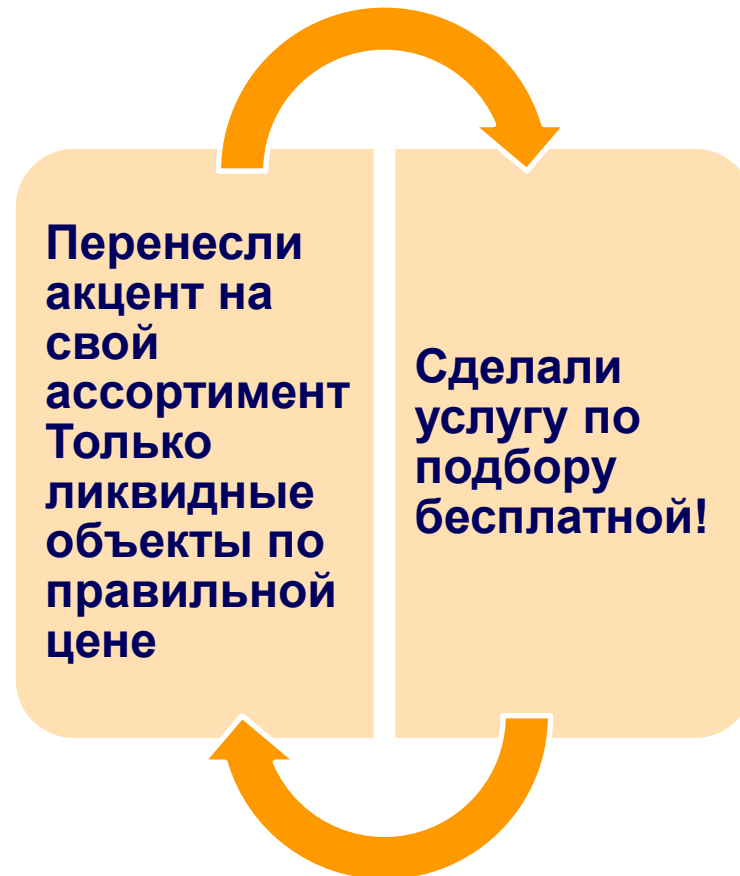 Перенесли
акцент на
свой
ассортимент
Только
ликвидные
объекты по
правильной
цене
Сделали
услугу по
подбору
бесплатной!